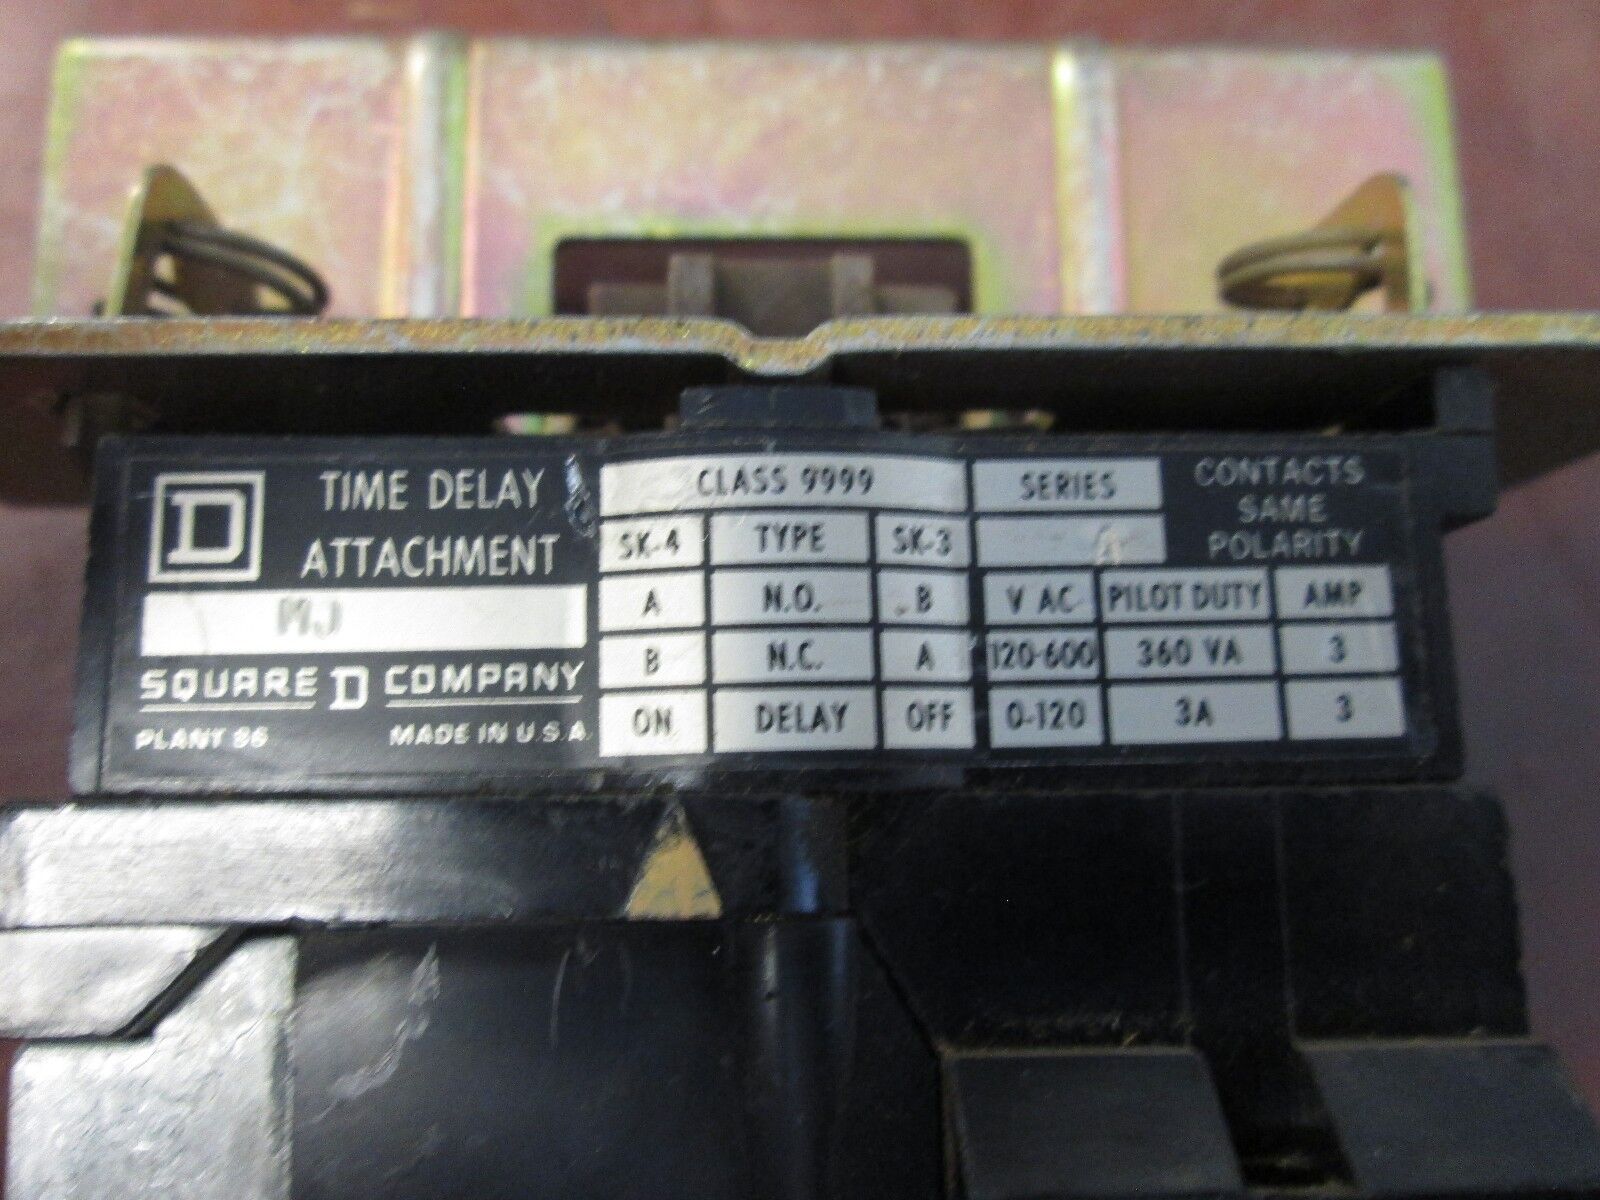 D
TIME DELAY
ATTACHMENT
SQUARE D COMPANY
PLANT 86
MADE IN U.S.A.
CLASS 9999
SK-4 TYPE SK-3
A N.O. B
B N.C. A
ON DELAY OFF
SERIES
A
CONTACTS
SAME
POLARITY
V AC PILOT DUTY AMP
120-600 360 VA 3
0-120 3A 3